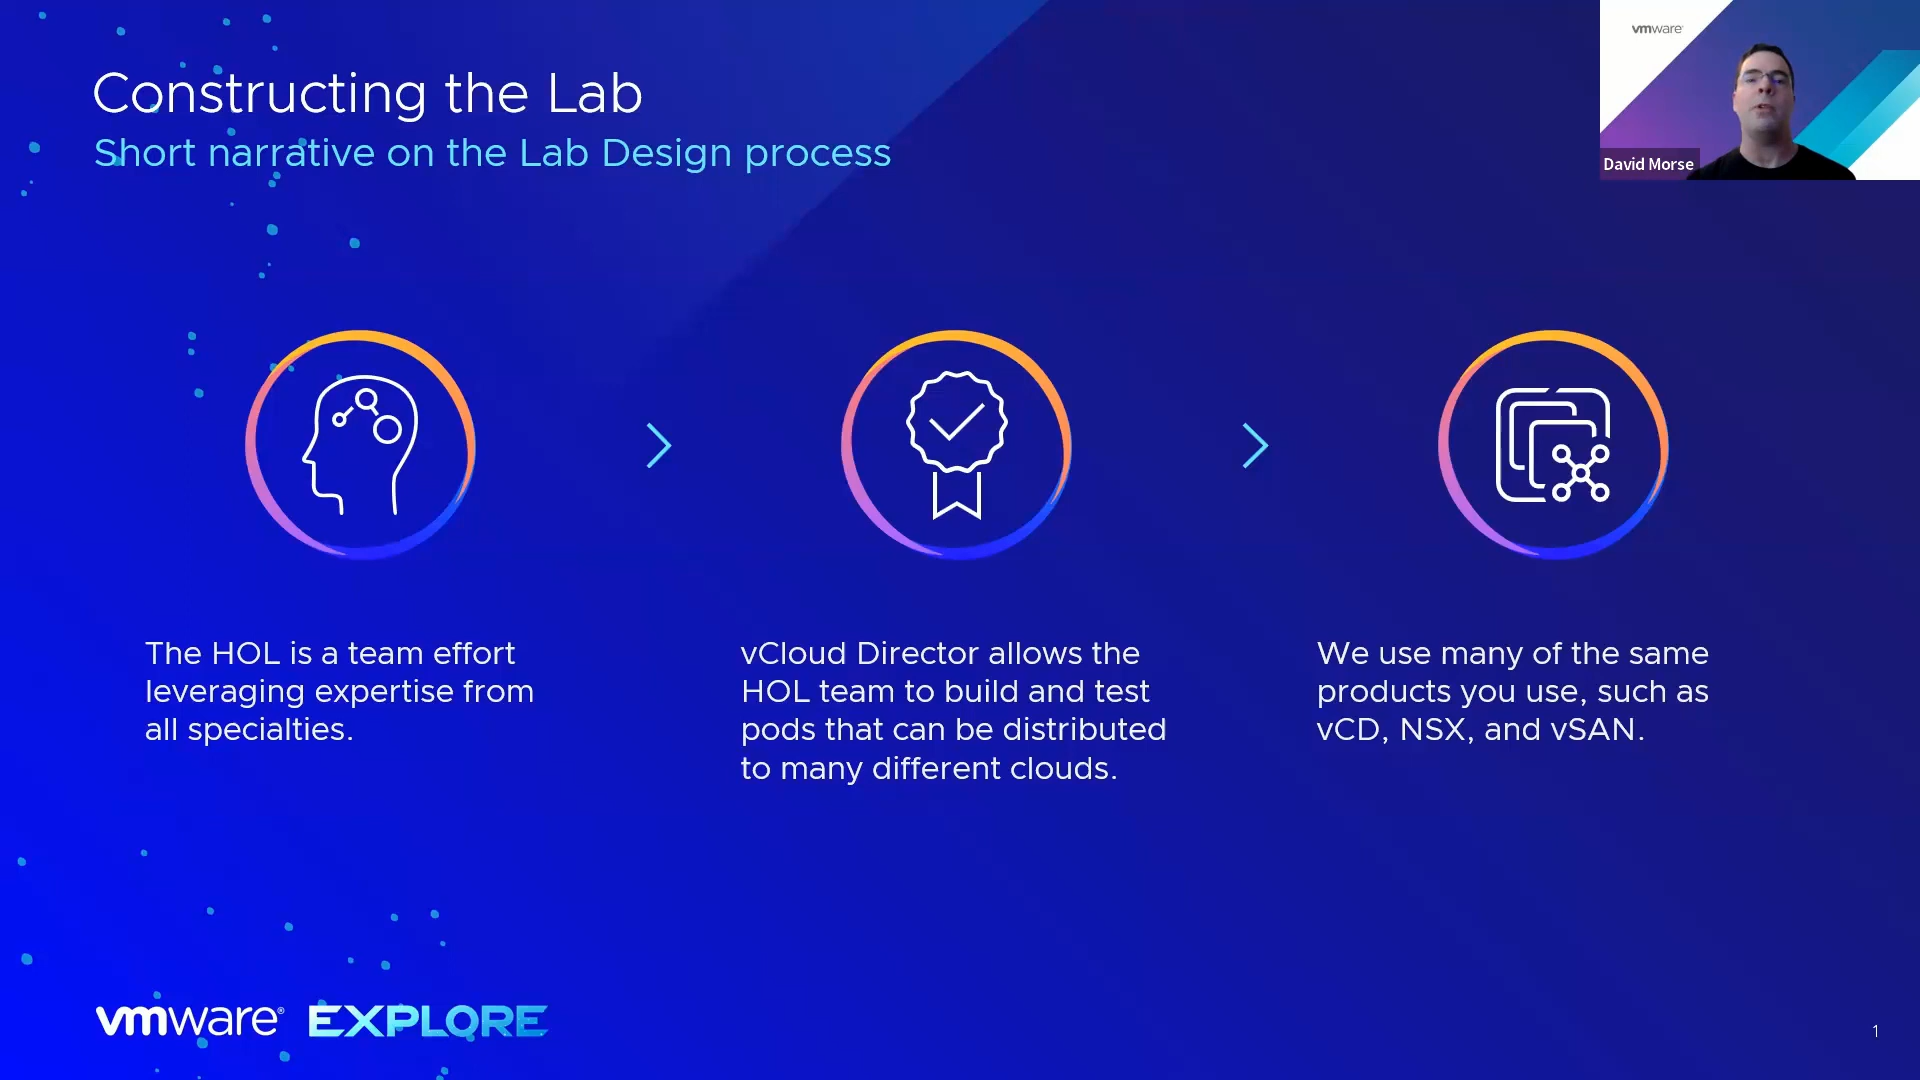 Constructing the Lab
Short narrative on the Lab Design process
vmware
David Morse
The HOL is a team effort
leveraging expertise from
all specialties.
vCloud Director allows the
HOL team to build and test
pods that can be distributed
to many different clouds.
We use many of the same
products you use, such as
vCD, NSX, and vSAN.
vmware® EXPLORE
1